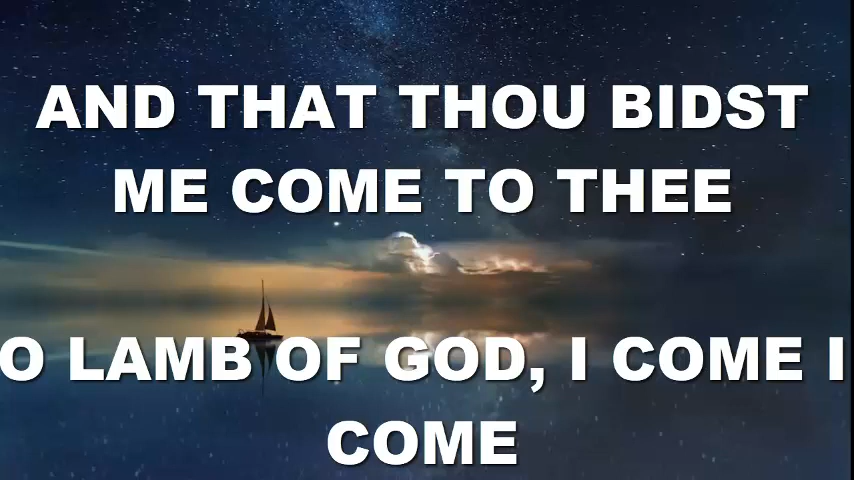 AND THAT THOU BIDST
ME COME TO THEE
O LAMB OF GOD, I COME I
COME